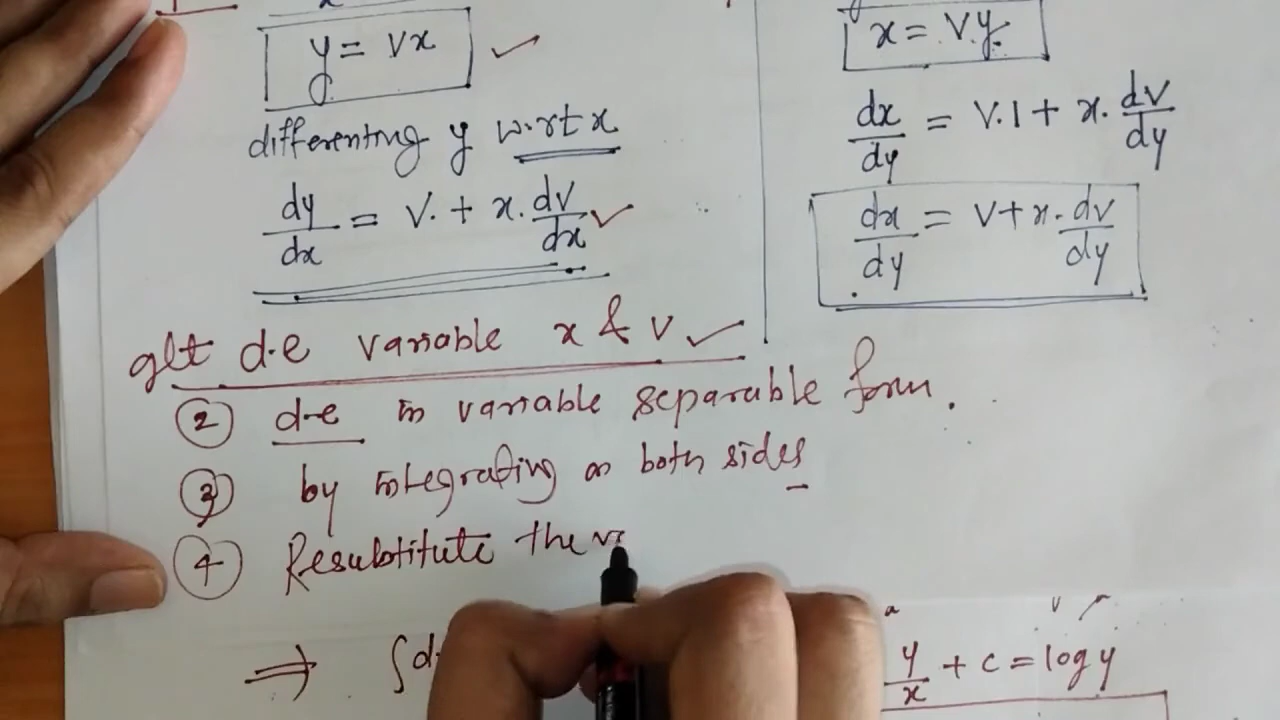 y = vx
differenting y w.r.t x
dy/dx = v. + x. dv/dx
x = v.y
dx/dy = v.1 + x. dv/dy
dx/dy = v + x. dv/dy
get d.e variable x & v
② d-e in variable separable form.
③ by integrating on both sides
④ Resubstitute the v
⇒ ∫d
y/x + c = log y